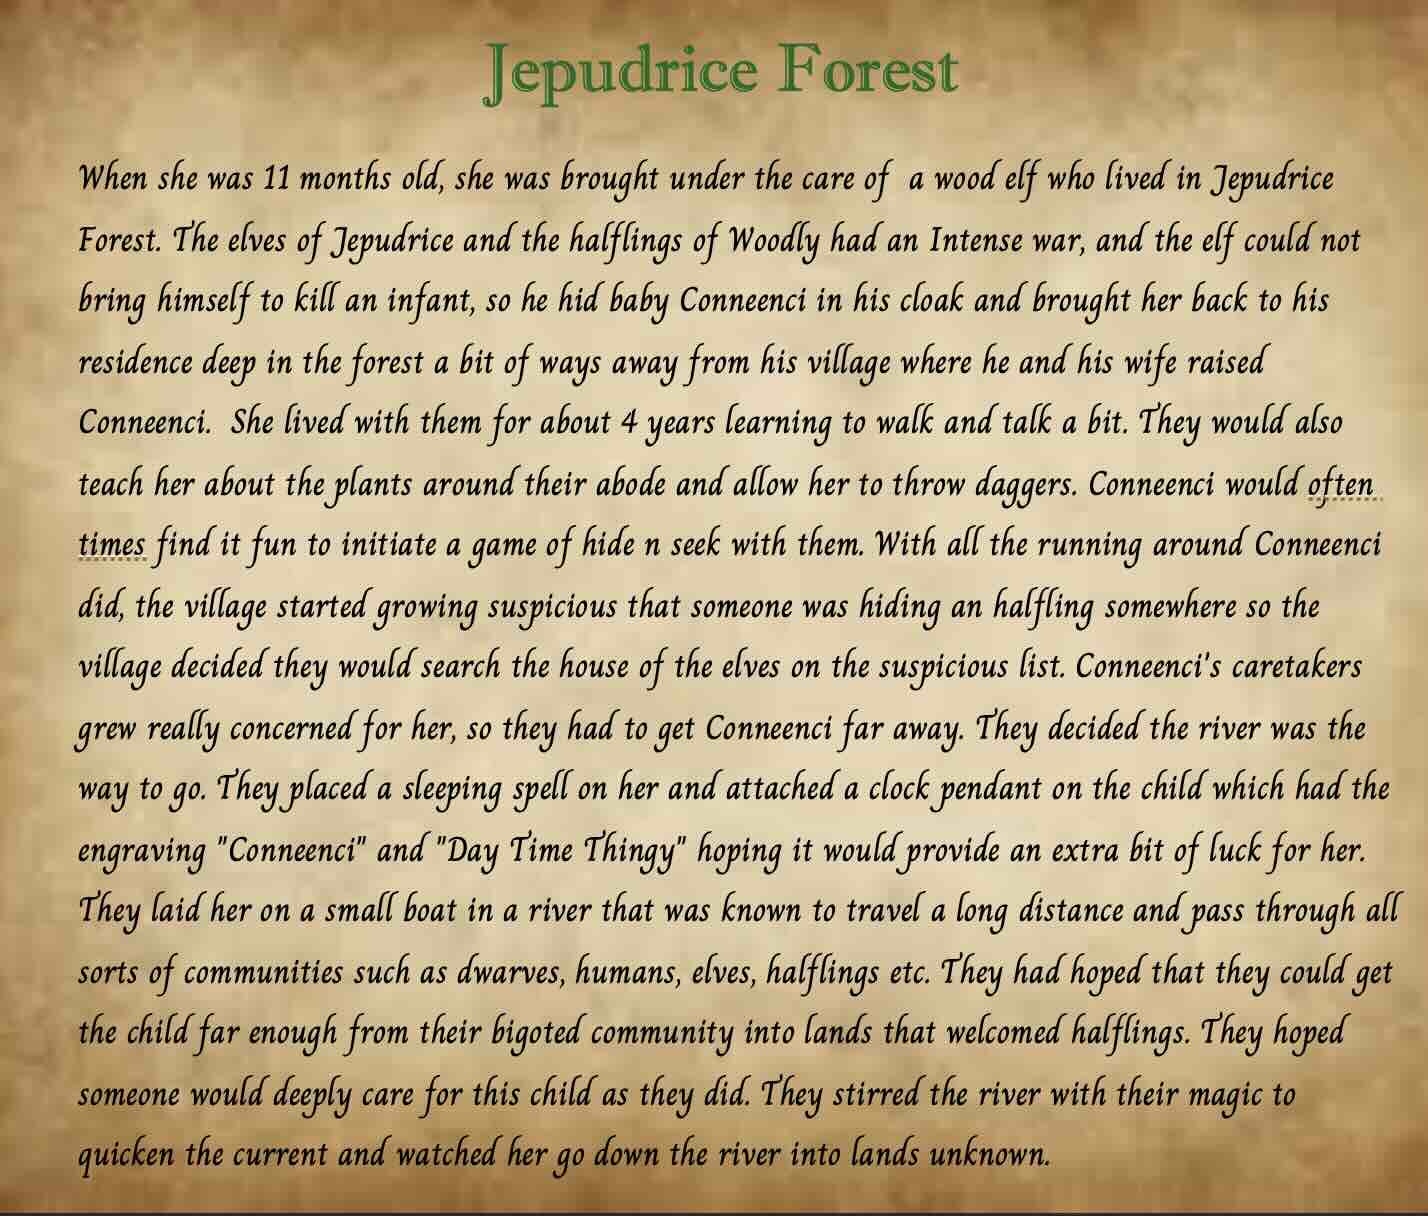 Jepudrice Forest
When she was 11 months old, she was brought under the care of  a wood elf who lived in Jepudrice
Forest. The elves of Jepudrice and the halflings of Woodly had an Intense war, and the elf could not
bring himself to kill an infant, so he hid baby Conneenci in his cloak and brought her back to his
residence deep in the forest a bit of ways away from his village where he and his wife raised
Conneenci.  She lived with them for about 4 years learning to walk and talk a bit. They would also
teach her about the plants around their abode and allow her to throw daggers. Conneenci would often
times find it fun to initiate a game of hide n seek with them. With all the running around Conneenci
did, the village started growing suspicious that someone was hiding an halfling somewhere so the
village decided they would search the house of the elves on the suspicious list. Conneenci's caretakers
grew really concerned for her, so they had to get Conneenci far away. They decided the river was the
way to go. They placed a sleeping spell on her and attached a clock pendant on the child which had the
engraving "Conneenci" and "Day Time Thingy" hoping it would provide an extra bit of luck for her.
They laid her on a small boat in a river that was known to travel a long distance and pass through all
sorts of communities such as dwarves, humans, elves, halflings etc. They had hoped that they could get
the child far enough from their bigoted community into lands that welcomed halflings. They hoped
someone would deeply care for this child as they did. They stirred the river with their magic to
quicken the current and watched her go down the river into lands unknown.